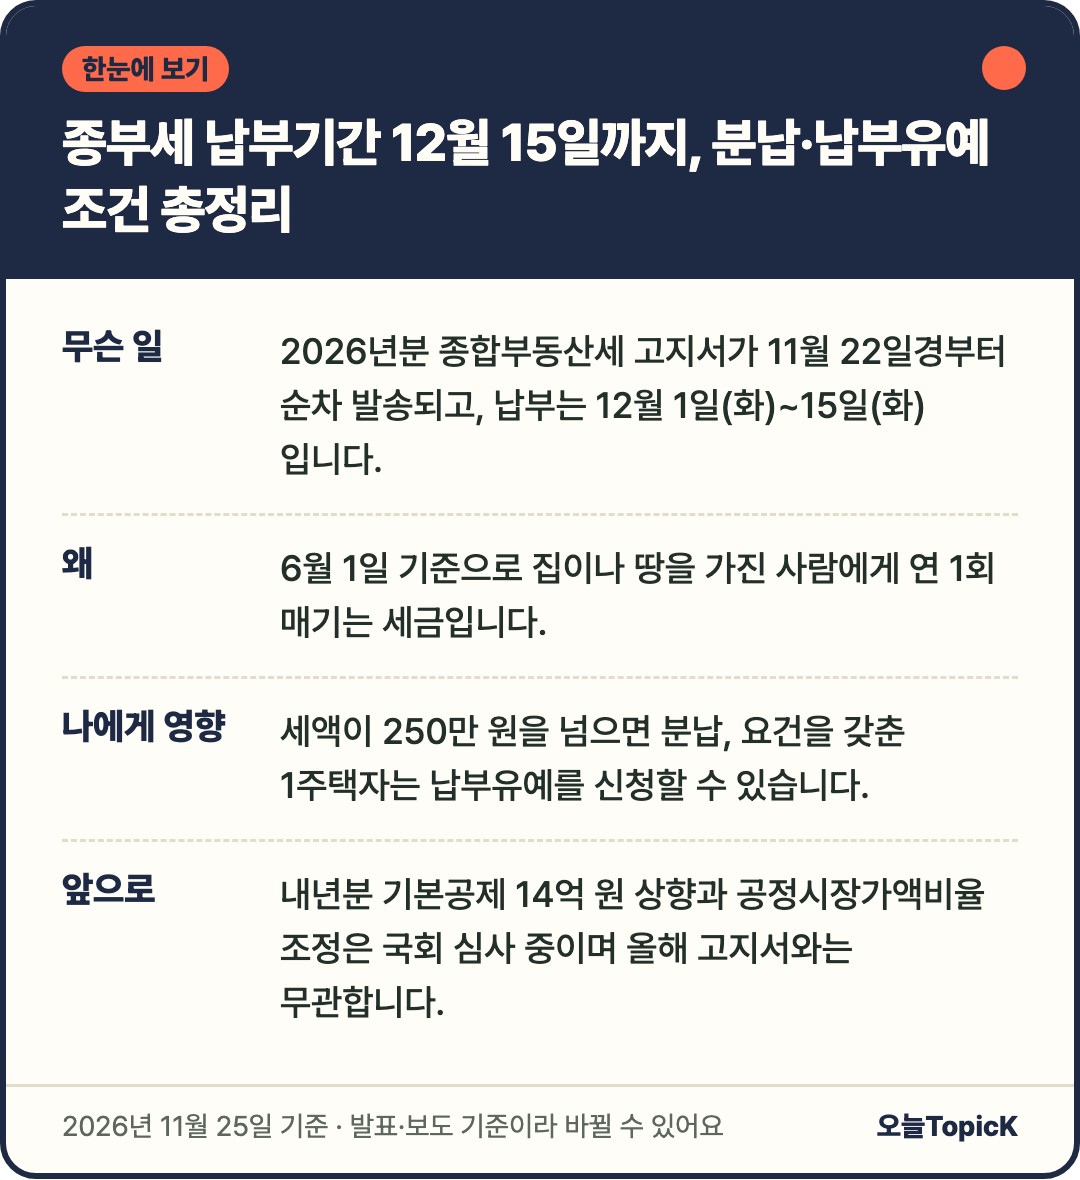 한눈에 보기
종부세 납부기간 12월 15일까지, 분납·납부유예
조건 총정리
무슨 일
2026년분 종합부동산세 고지서가 11월 22일경부터
순차 발송되고, 납부는 12월 1일(화)~15일(화)
입니다.
왜
6월 1일 기준으로 집이나 땅을 가진 사람에게 연 1회
매기는 세금입니다.
나에게 영향
세액이 250만 원을 넘으면 분납, 요건을 갖춘
1주택자는 납부유예를 신청할 수 있습니다.
앞으로
내년분 기본공제 14억 원 상향과 공정시장가액비율
조정은 국회 심사 중이며 올해 고지서와는
무관합니다.
2026년 11월 25일 기준 · 발표·보도 기준이라 바뀔 수 있어요
오늘TopicK